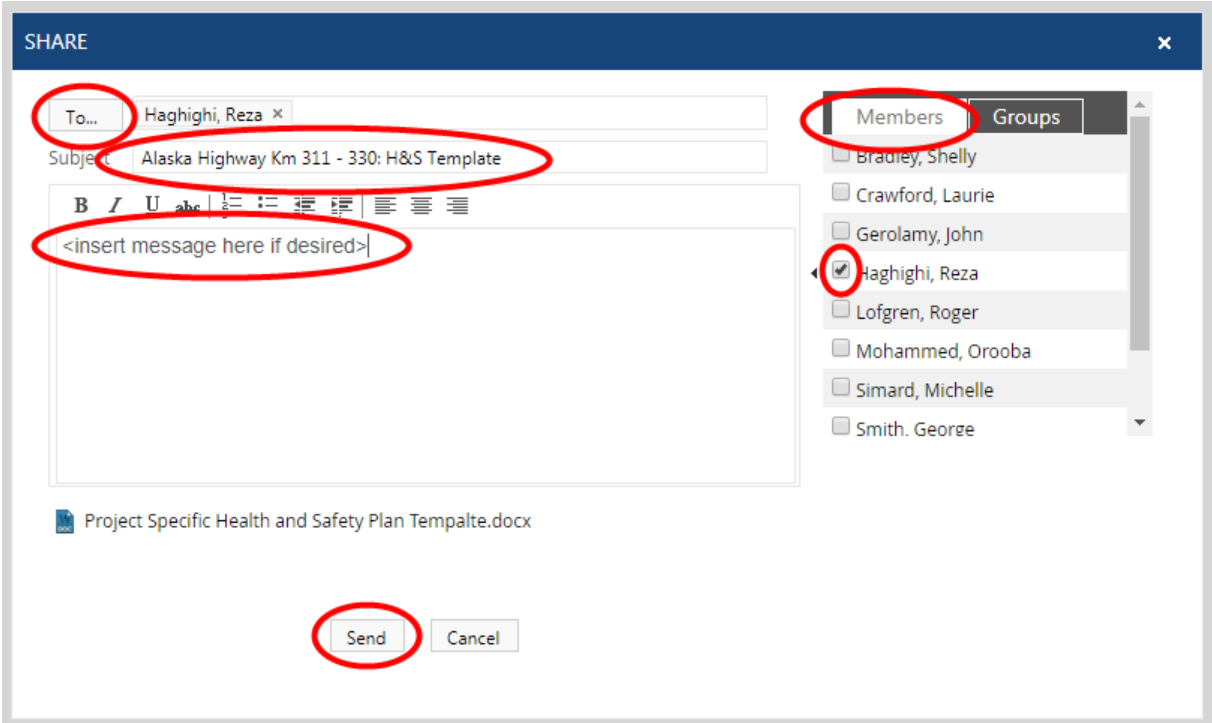 SHARE ×
To... Haghighi, Reza ×
Subject Alaska Highway Km 311 - 330: H&S Template
B I U abc
<insert message here if desired>
Project Specific Health and Safety Plan Tempalte.docx
Send Cancel
Members Groups
Bradley, Shelly
Crawford, Laurie
Gerolamy, John
Haghighi, Reza
Lofgren, Roger
Mohammed, Orooba
Simard, Michelle
Smith, George